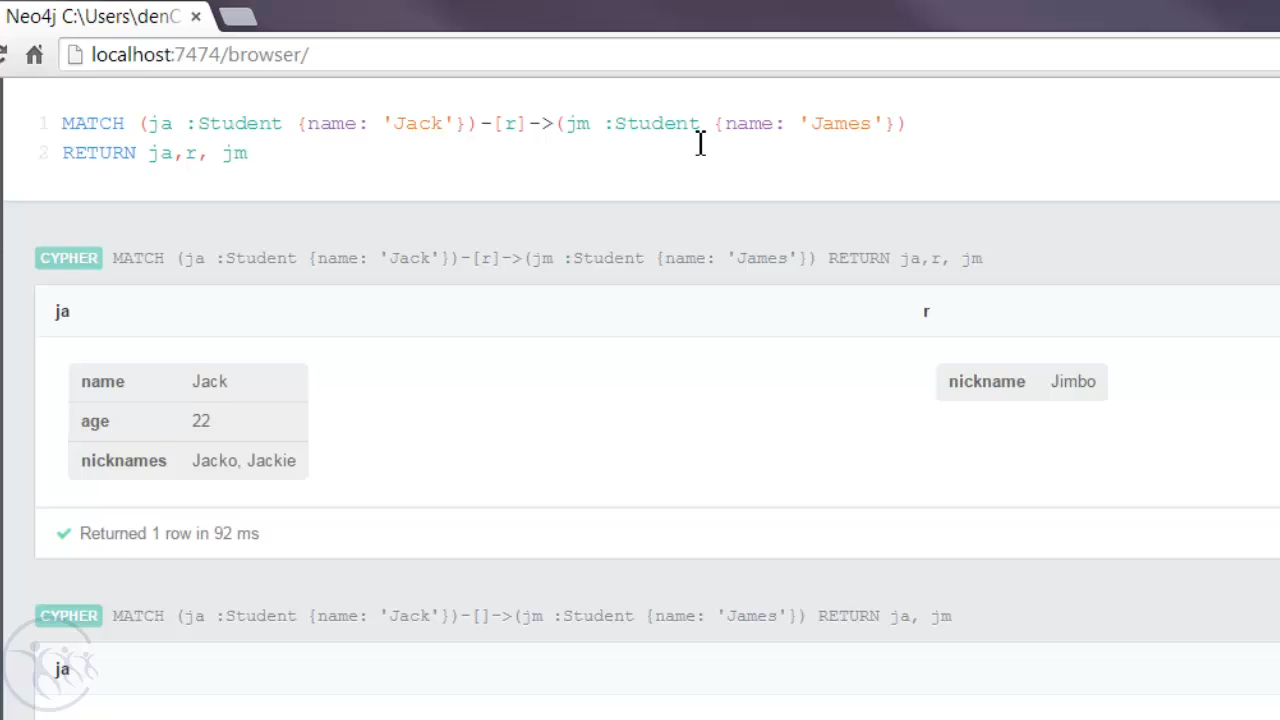 Neo4j C:\Users\denC
localhost:7474/browser/
1 MATCH (ja :Student {name: 'Jack'})-[r]->(jm :Student {name: 'James'})
2 RETURN ja,r, jm
CYPHER MATCH (ja :Student {name: 'Jack'})-[r]->(jm :Student {name: 'James'}) RETURN ja,r, jm
ja r
name Jack nickname Jimbo
age 22
nicknames Jacko, Jackie
Returned 1 row in 92 ms
CYPHER MATCH (ja :Student {name: 'Jack'})-[]->(jm :Student {name: 'James'}) RETURN ja, jm
ja